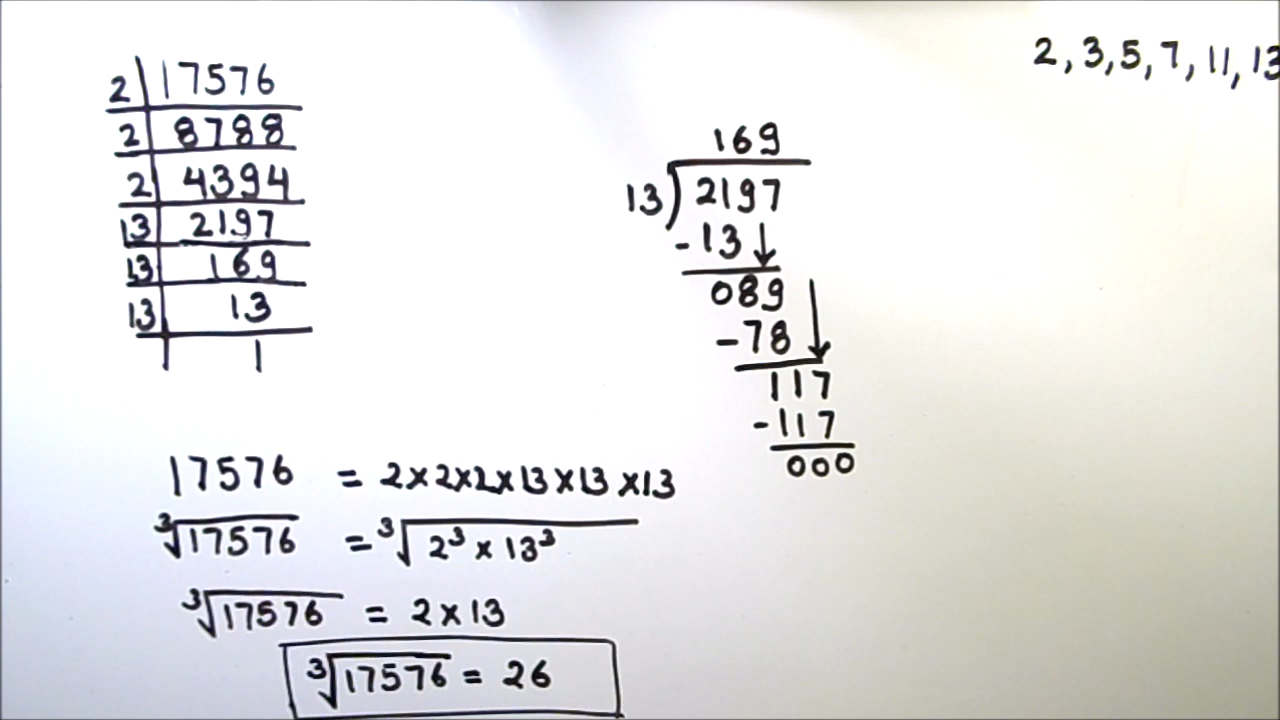 2, 3, 5, 7, 11, 13
2 | 17576
2 | 8788
2 | 4394
13 | 2197
13 | 169
13 | 13
| 1
169
13 ) 2197
-13
089
-78
117
-117
000
17576 = 2×2×2×13×13×13
∛17576 = ∛2³ × 13³
∛17576 = 2 × 13
∛17576 = 26